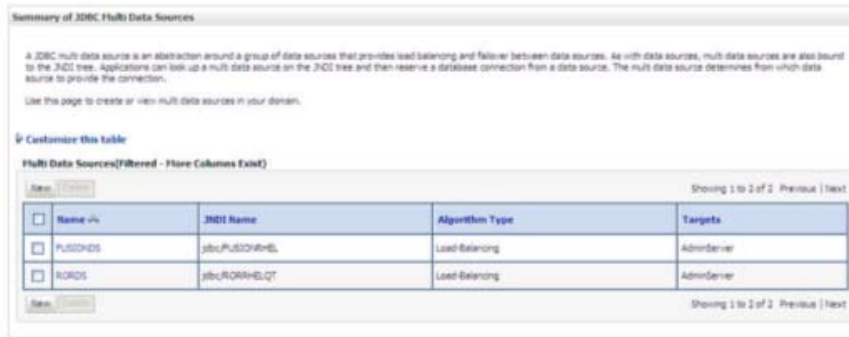 Summary of JDBC Multi Data Sources
A JDBC multi data source is an abstraction around a group of data sources that provides load balancing and failover between data sources. As with data sources, multi data sources are also bound
to the JNDI tree. Applications can look up a multi data source on the JNDI tree and then reserve a database connection from a data source. The multi data source determines from which data
source to provide the connection.
Use this page to create or view multi data sources in your domain.
Customize this table
Multi Data Sources(Filtered - More Columns Exist)
New Delete Showing 1 to 2 of 2 Previous | Next
Name JNDI Name Algorithm Type Targets
FUSIONDS jdbc/FUSIONRHEL Load-Balancing AdminServer
RORDS jdbc/RORRHELQT Load-Balancing AdminServer
New Delete Showing 1 to 2 of 2 Previous | Next